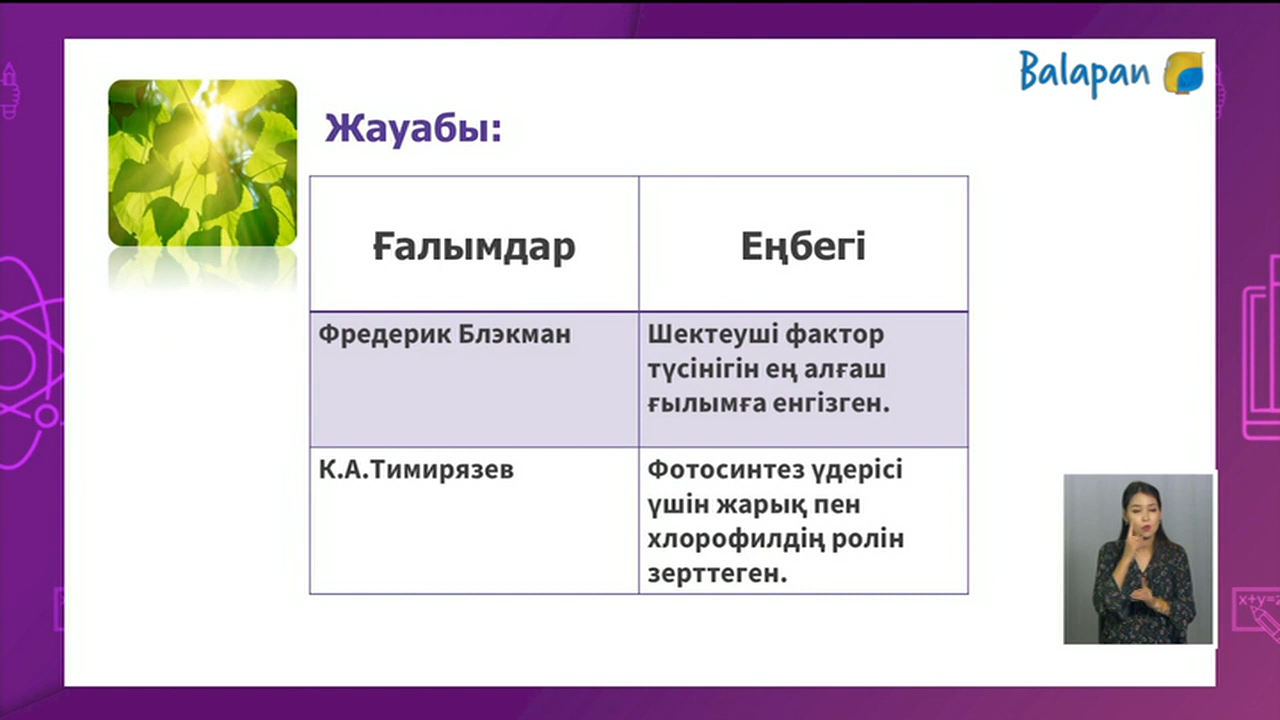 Balapan
Жауабы:
Ғалымдар
Еңбегі
Фредерик Блэкман
Шектеуші фактор
түсінігін ең алғаш
ғылымға енгізген.
К.А.Тимирязев
Фотосинтез үдерісі
үшін жарық пен
хлорофилдің ролін
зерттеген.